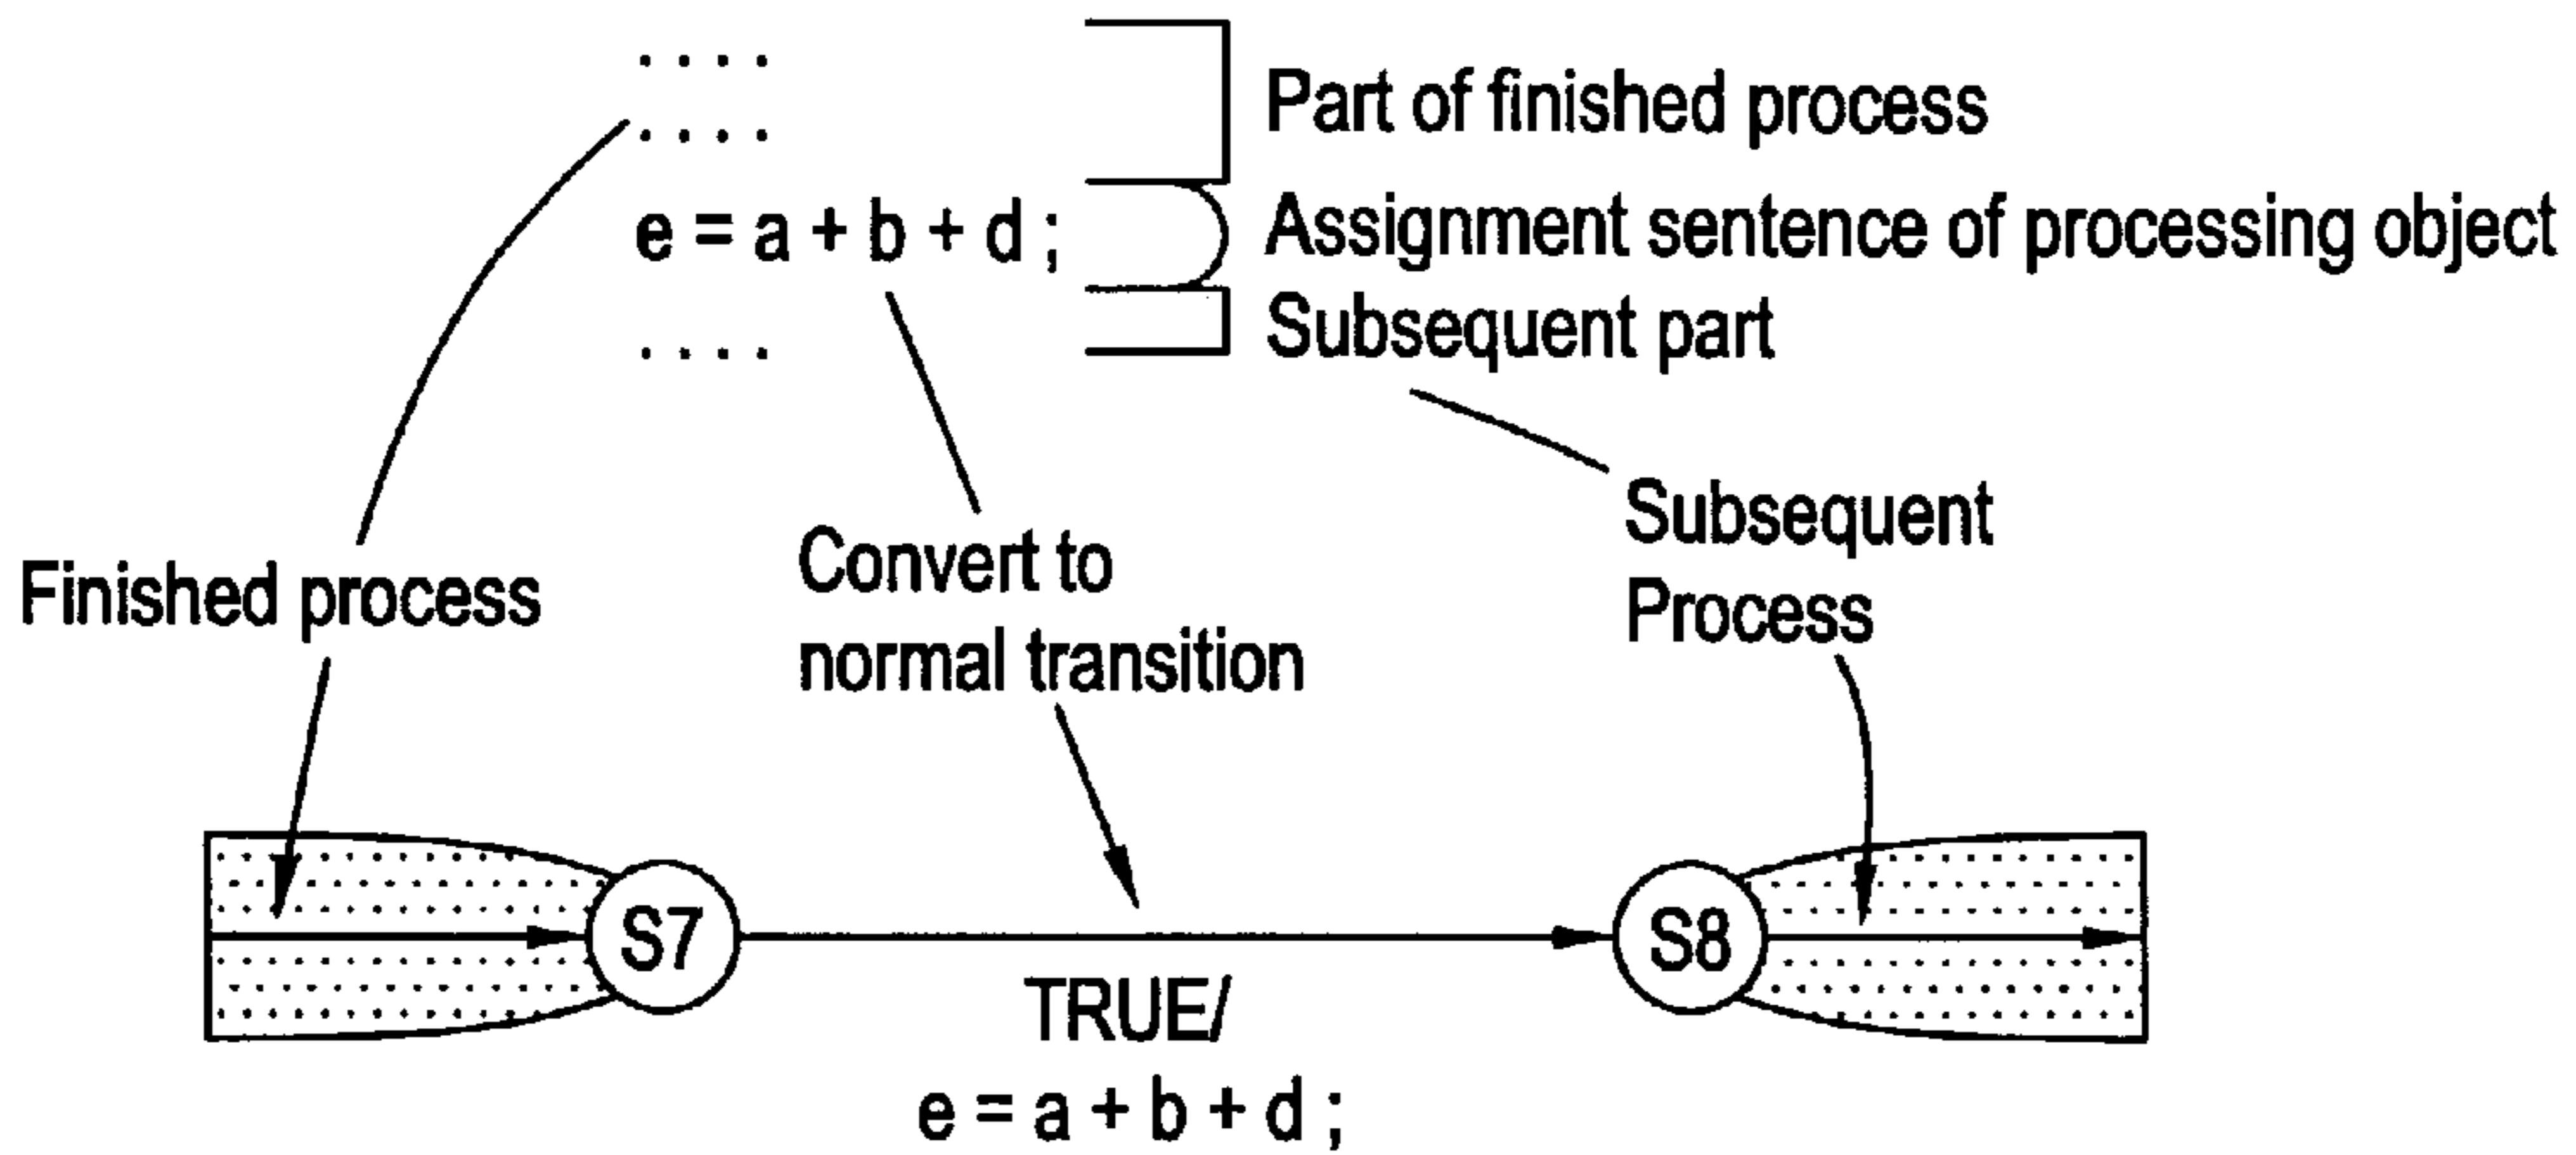 . . . .
Part of finished process
. . . .
e = a + b + d ;
Assignment sentence of processing object
Subsequent part
. . . .
Subsequent
Process
Convert to
normal transition
Finished process
S7
S8
TRUE/
e = a + b + d ;